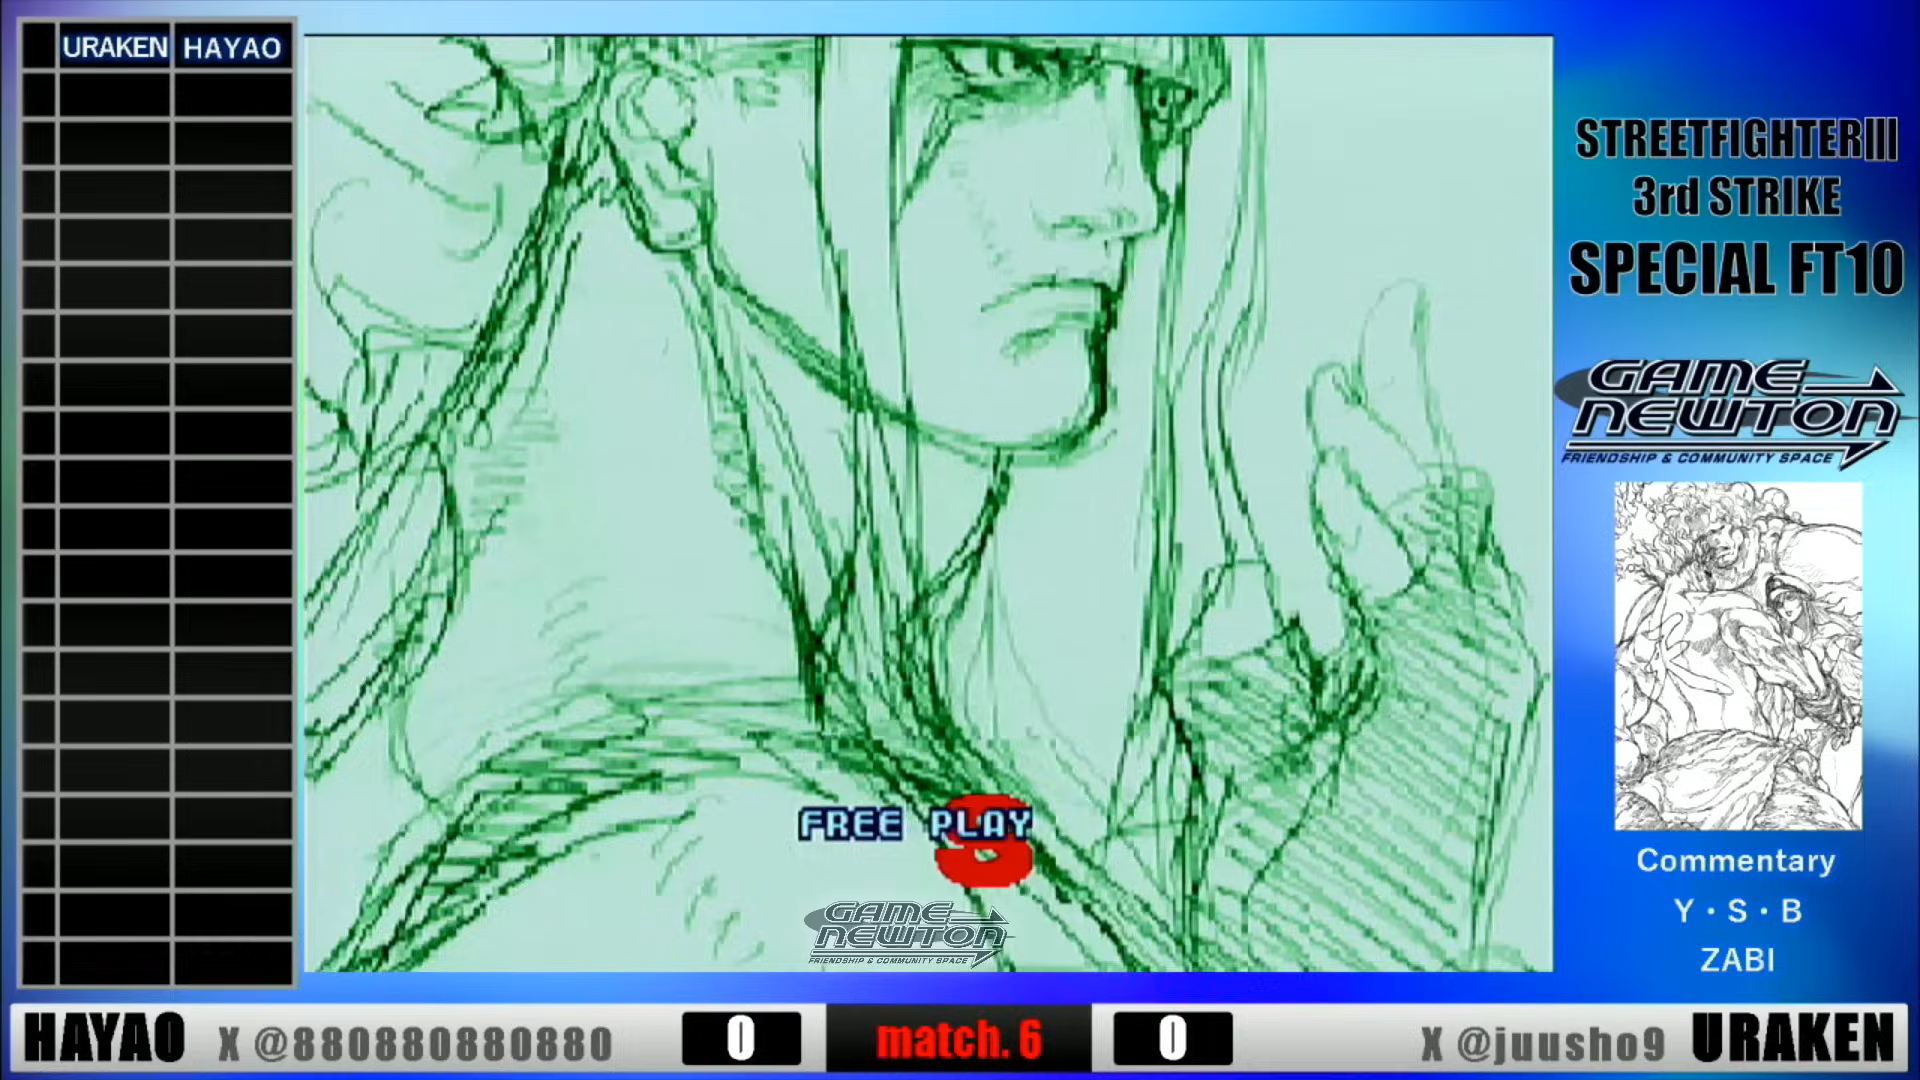 URAKEN HAYAO
STREETFIGHTERIII
3rd STRIKE
SPECIAL FT10
GAME
NEWTON
FRIENDSHIP & COMMUNITY SPACE
FREE PLAY
GAME
NEWTON
FRIENDSHIP & COMMUNITY SPACE
Commentary
Y・S・B
ZABI
HAYAO X @880880880880 0 match. 6 0 X @juusho9 URAKEN